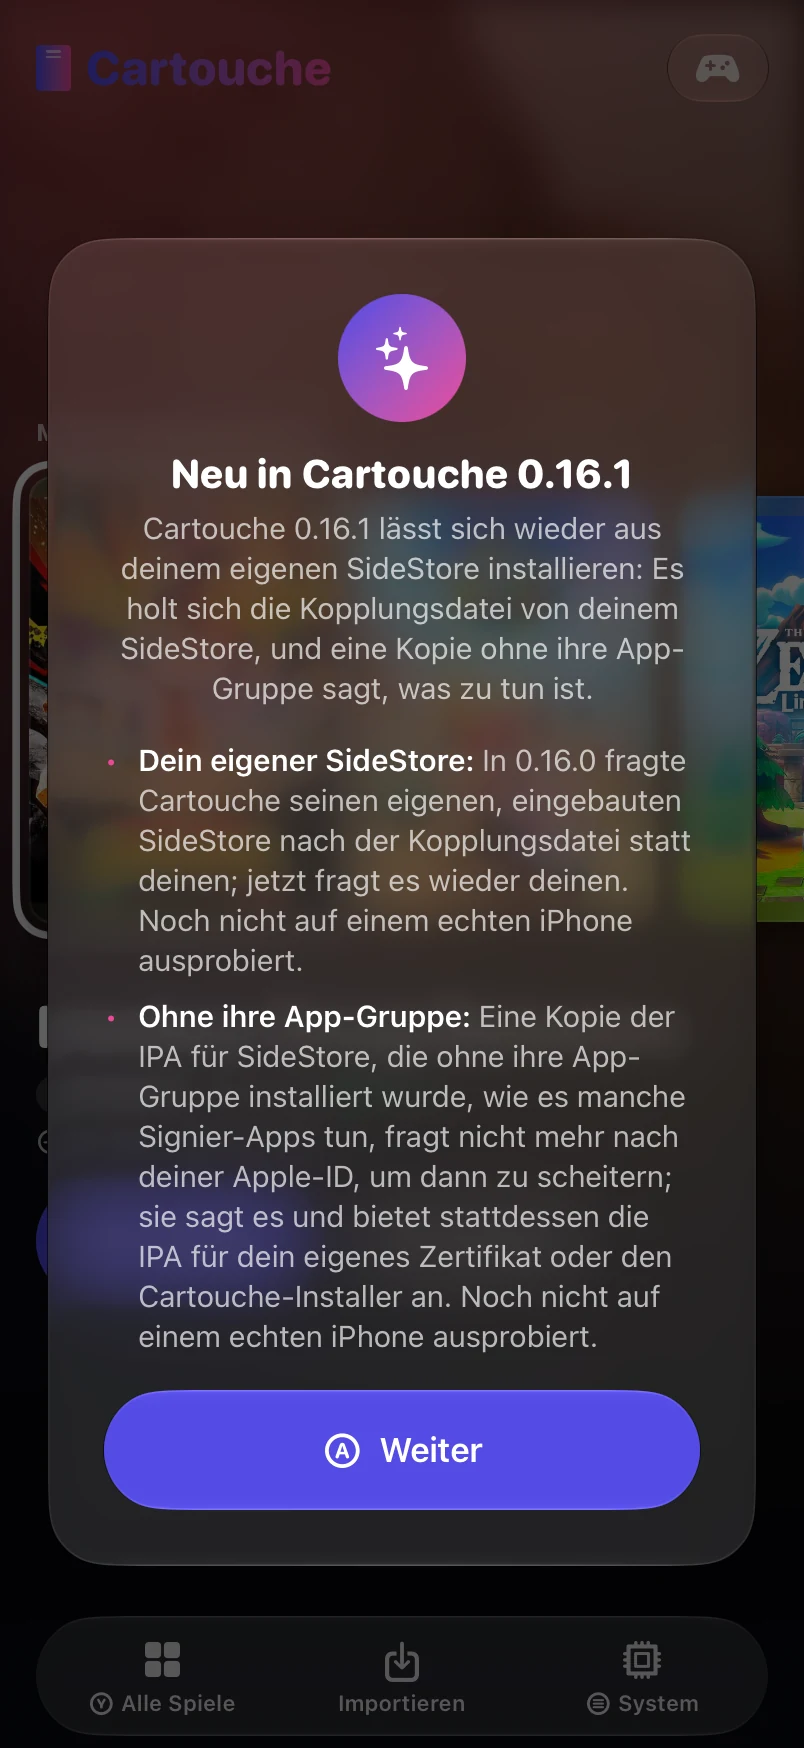 Cartouche
Neu in Cartouche 0.16.1
Cartouche 0.16.1 lässt sich wieder aus
deinem eigenen SideStore installieren: Es
holt sich die Kopplungsdatei von deinem
SideStore, und eine Kopie ohne ihre App-
Gruppe sagt, was zu tun ist.
• Dein eigener SideStore: In 0.16.0 fragte
Cartouche seinen eigenen, eingebauten
SideStore nach der Kopplungsdatei statt
deinen; jetzt fragt es wieder deinen.
Noch nicht auf einem echten iPhone
ausprobiert.
• Ohne ihre App-Gruppe: Eine Kopie der
IPA für SideStore, die ohne ihre App-
Gruppe installiert wurde, wie es manche
Signier-Apps tun, fragt nicht mehr nach
deiner Apple-ID, um dann zu scheitern;
sie sagt es und bietet stattdessen die
IPA für dein eigenes Zertifikat oder den
Cartouche-Installer an. Noch nicht auf
einem echten iPhone ausprobiert.
A Weiter
Y Alle Spiele
Importieren
System